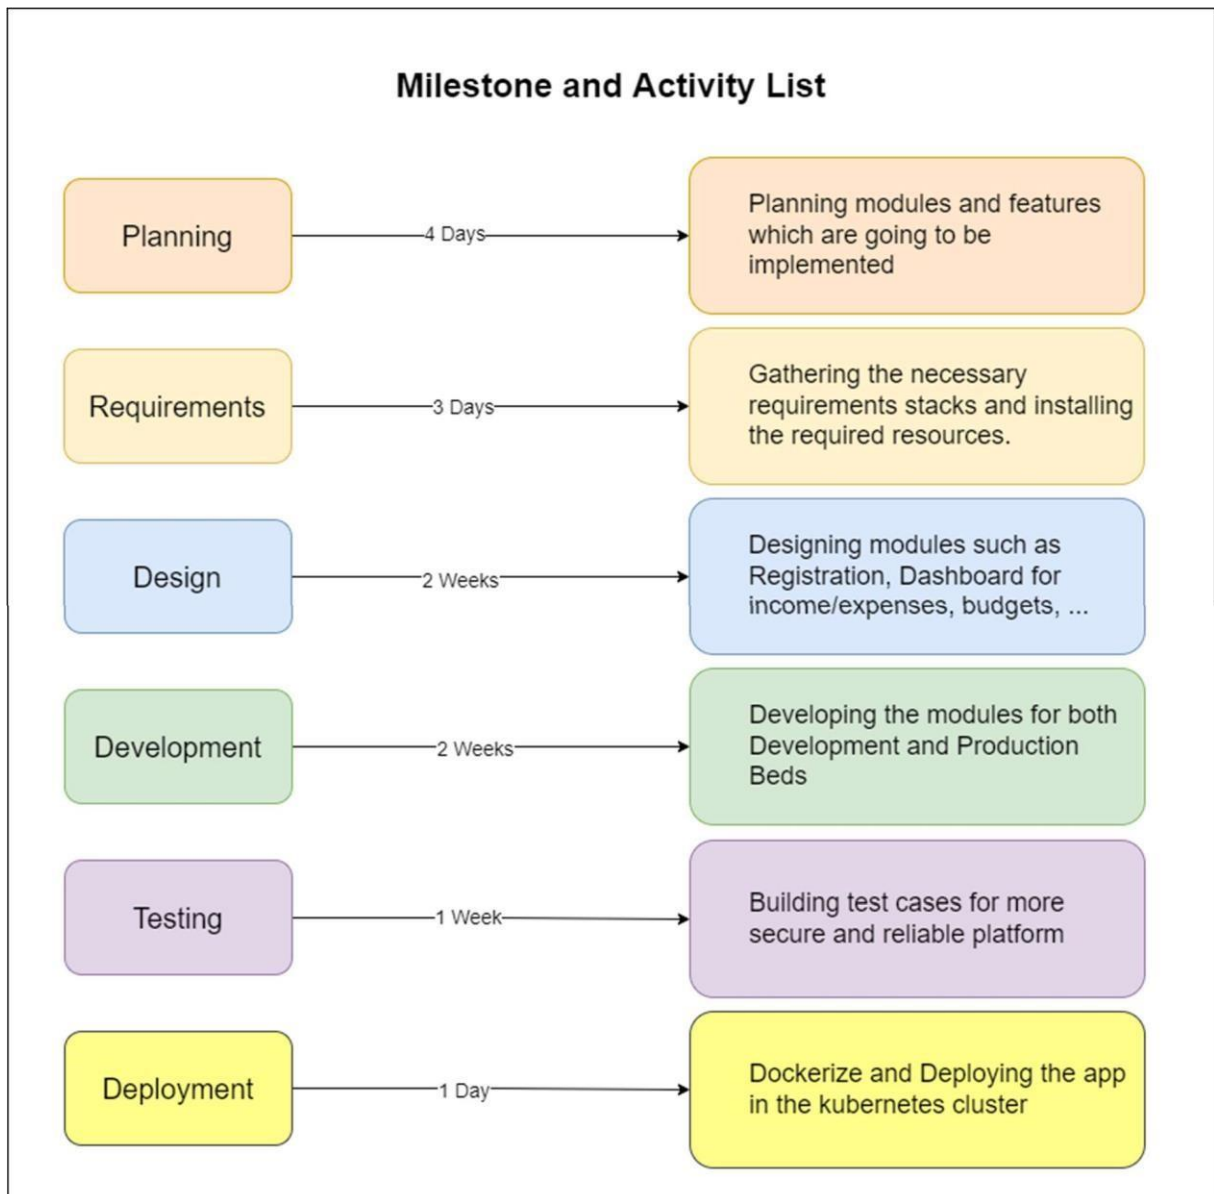 Milestone and Activity List
Planning
4 Days
Planning modules and features
which are going to be
implemented
Requirements
3 Days
Gathering the necessary
requirements stacks and installing
the required resources.
Design
2 Weeks
Designing modules such as
Registration, Dashboard for
income/expenses, budgets, ...
Development
2 Weeks
Developing the modules for both
Development and Production
Beds
Testing
1 Week
Building test cases for more
secure and reliable platform
Deployment
1 Day
Dockerize and Deploying the app
in the kubernetes cluster